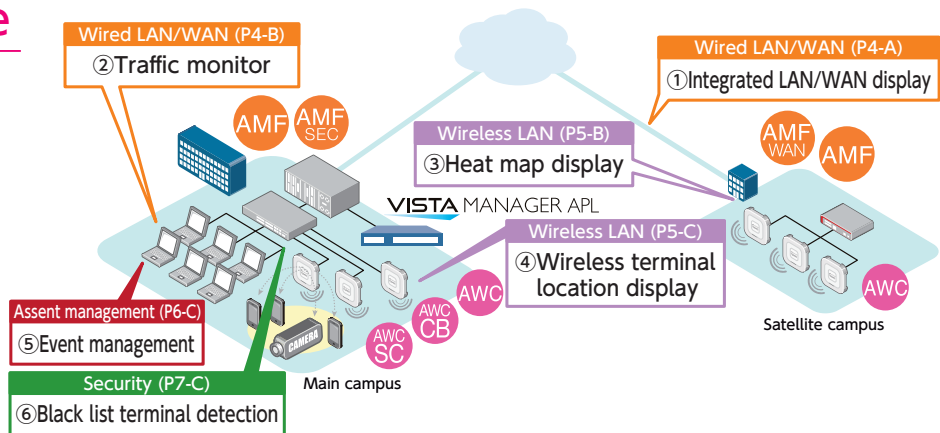 e
Wired LAN/WAN (P4-B)
②Traffic monitor
Wired LAN/WAN (P4-A)
①Integrated LAN/WAN display
AMF
AMF
SEC
Wireless LAN (P5-B)
③Heat map display
AMF
WAN
AMF
VISTA MANAGER APL
Wireless LAN (P5-C)
④Wireless terminal
location display
AWC
AWC
CB
AWC
SC
AWC
Satellite campus
Assent management (P6-C)
⑤Event management
CAMERA
Main campus
Security (P7-C)
⑥Black list terminal detection